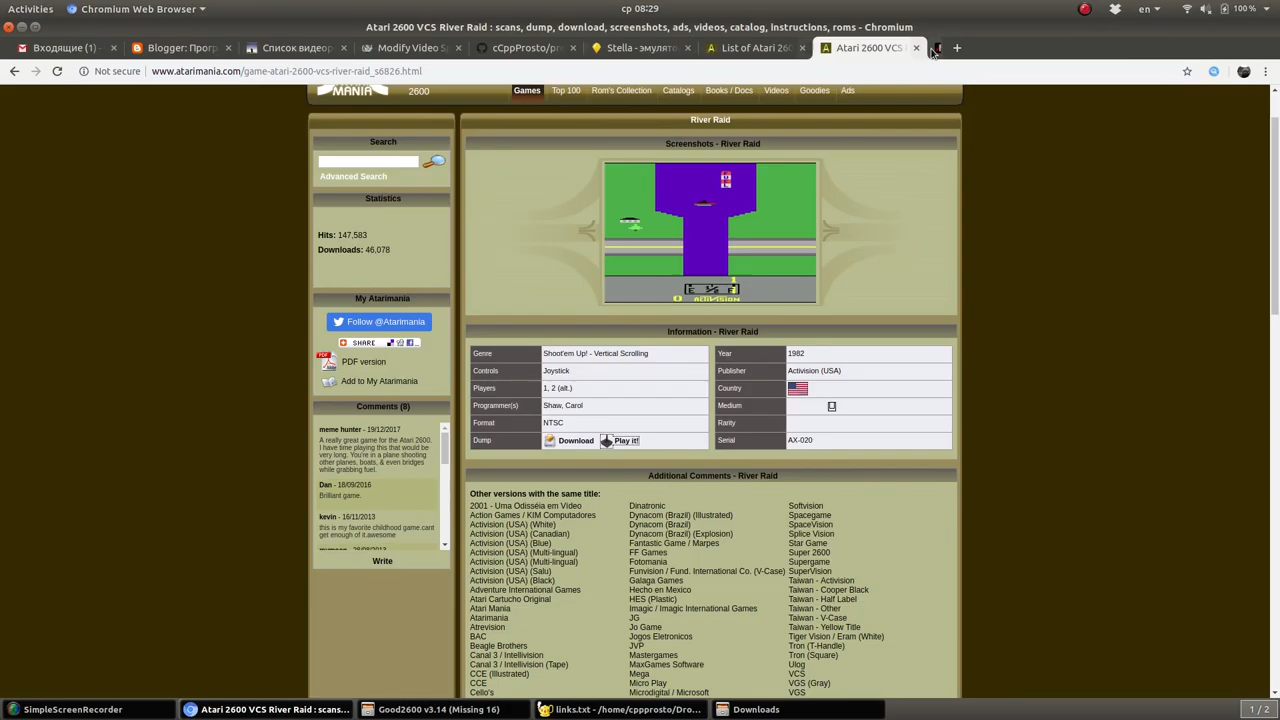 Activities Chromium Web Browser ср 08:29 en 100 %
Atari 2600 VCS River Raid : scans, dump, download, screenshots, ads, videos, catalog, instructions, roms - Chromium
Входящие (1) - Blogger: Прогр Список видеор Modify Video S cCppProsto/pre Stella - эмулято List of Atari 260 Atari 2600 VCS
Not secure www.atarimania.com/game-atari-2600-vcs-river-raid_s6826.html
MANIA 2600 Games Top 100 Rom's Collection Catalogs Books / Docs Videos Goodies Ads
River Raid
Search
Advanced Search
Statistics
Hits: 147,583
Downloads: 46,078
My Atarimania
Follow @Atarimania
SHARE
PDF version
Add to My Atarimania
Comments (8)
meme hunter - 19/12/2017
A really great game for the Atari 2600.
I have time playing this that would be
very long. You're in a plane shooting
other planes, boats, & even bridges
while grabbing fuel.
Dan - 18/09/2016
Brilliant game.
kevin - 16/11/2013
this is my favorite childhood game.cant
get enough of it.awesome
Write
Screenshots - River Raid
E 1/2 F
ACTIVISION
Information - River Raid
Genre Shoot'em Up! - Vertical Scrolling Year 1982
Controls Joystick Publisher Activision (USA)
Players 1, 2 (alt.) Country
Programmer(s) Shaw, Carol Medium
Format NTSC Rarity
Dump Download Play it! Serial AX-020
Additional Comments - River Raid
Other versions with the same title:
2001 - Uma Odisséia em Vídeo Dinatronic Softvision
Action Games / KIM Computadores Dynacom (Brazil) (Illustrated) Spacegame
Activision (USA) (White) Dynacom (Brazil) SpaceVision
Activision (USA) (Canadian) Dynacom (Brazil) (Explosion) Splice Vision
Activision (USA) (Blue) Fantastic Game / Marpes Star Game
Activision (USA) (Multi-lingual) FF Games Super 2600
Activision (USA) (Multi-lingual) Fotomania Supergame
Activision (USA) (Salu) Funvision / Fund. International Co. (V-Case) SuperVision
Activision (USA) (Black) Galaga Games Taiwan - Activision
Adventure International Games Hecho en Mexico Taiwan - Cooper Black
Atari Cartucho Original HES (Plastic) Taiwan - Half Label
Atari Mania Imagic / Imagic International Games Taiwan - Other
Atarimania JG Taiwan - V-Case
Atrevision Jo Game Taiwan - Yellow Title
BAC Jogos Eletronicos Tiger Vision / Eram (White)
Beagle Brothers JVP Tron (T-Handle)
Canal 3 / Intellivision Mastergames Tron (Square)
Canal 3 / Intellivision (Tape) MaxGames Software Ulog
CCE (Illustrated) Mega VCS
CCE Micro Play VGS (Gray)
Cello's Microdigital / Microsoft VGS
SimpleScreenRecorder Atari 2600 VCS River Raid : scans... Good2600 v3.14 (Missing 16) links.txt - /home/cppprosto/Dro... Downloads 1 / 2